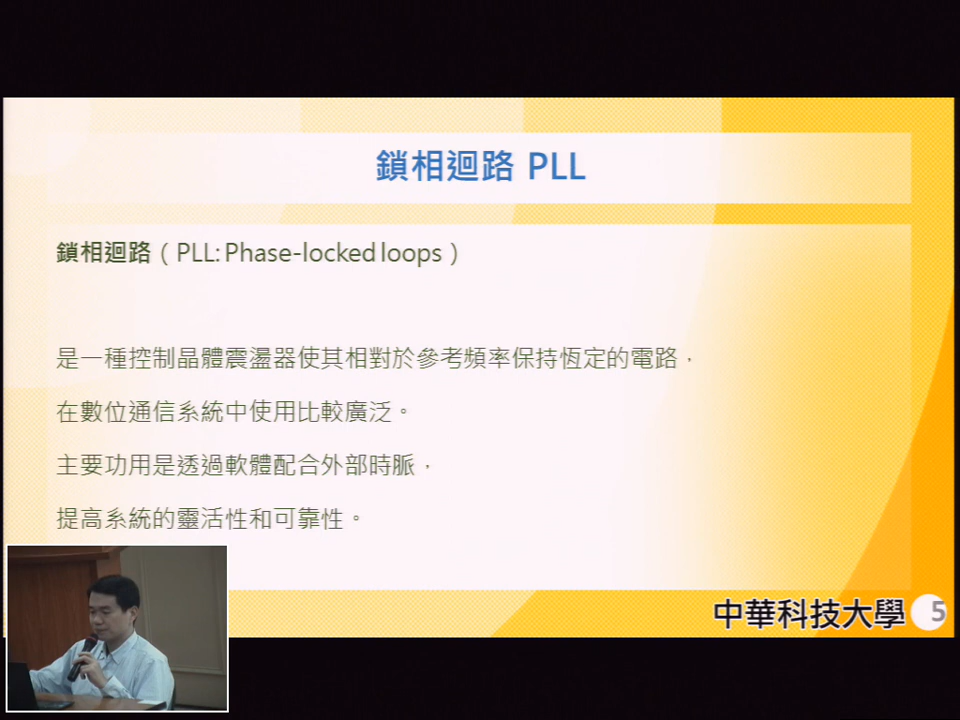 鎖相迴路 PLL
鎖相迴路（PLL: Phase-locked loops）
是一種控制晶體震盪器使其相對於參考頻率保持恆定的電路，
在數位通信系統中使用比較廣泛。
主要功用是透過軟體配合外部時脈，
提高系統的靈活性和可靠性。
中華科技大學 5